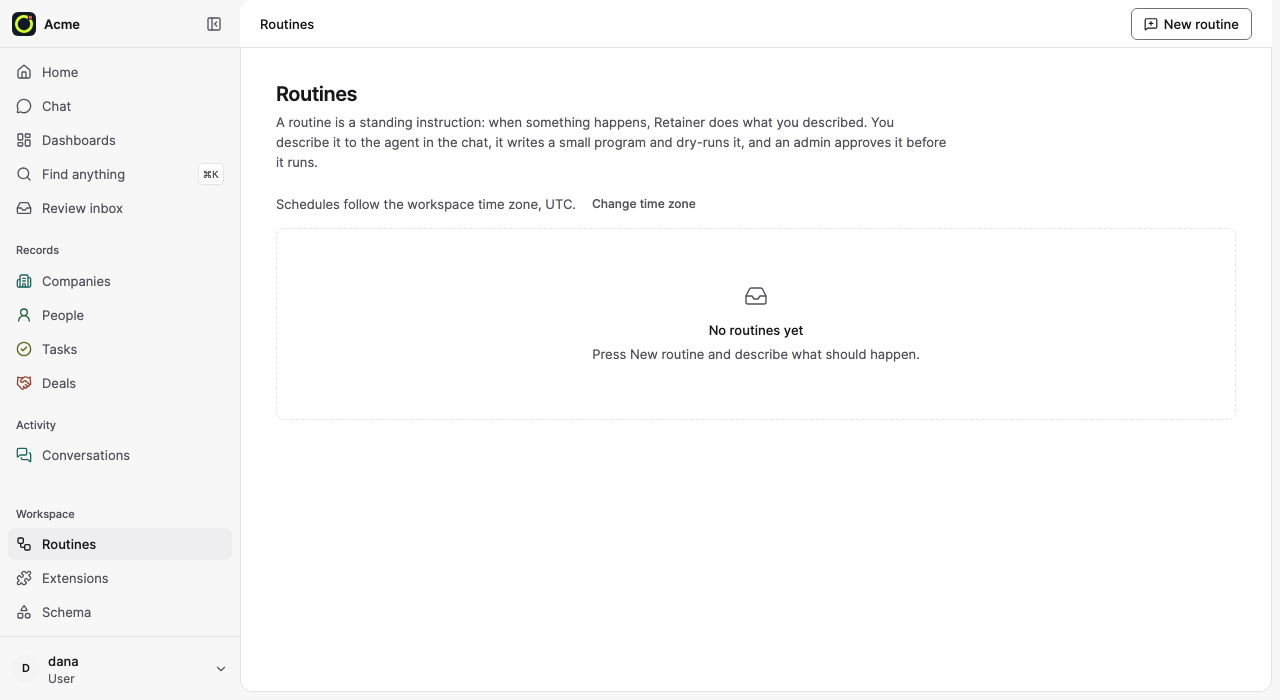 Acme
Routines
New routine
Home
Chat
Dashboards
Find anything
⌘K
Review inbox
Records
Companies
People
Tasks
Deals
Activity
Conversations
Workspace
Routines
Extensions
Schema
D
dana
User
Routines
A routine is a standing instruction: when something happens, Retainer does what you described. You
describe it to the agent in the chat, it writes a small program and dry-runs it, and an admin approves it before
it runs.
Schedules follow the workspace time zone, UTC.
Change time zone
No routines yet
Press New routine and describe what should happen.